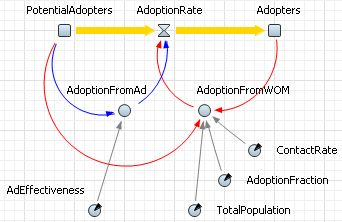 PotentialAdopters AdoptionRate Adopters
AdoptionFromAd AdoptionFromWOM
ContactRate
AdEffectiveness AdoptionFraction
TotalPopulation